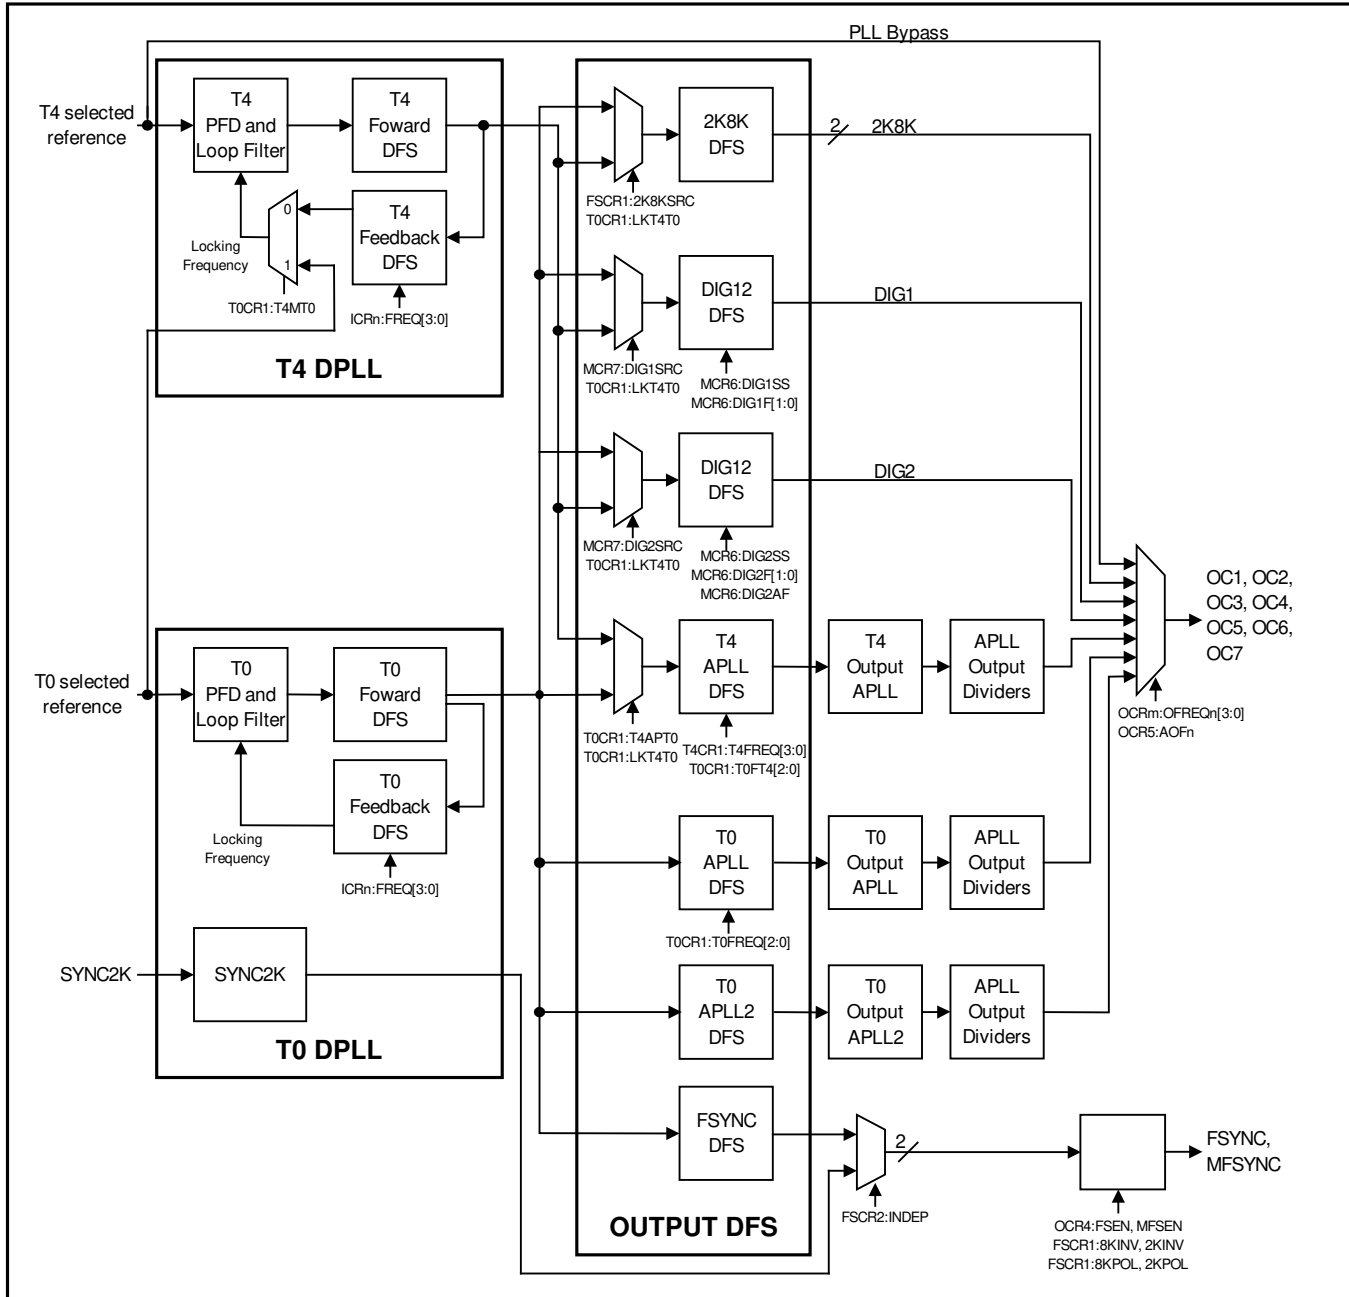 PLL Bypass
T4 selected
reference
T4
PFD and
Loop Filter
T4
Foward
DFS
T4
Feedback
DFS
0
1
Locking
Frequency
T0CR1:T4MT0
ICRn:FREQ[3:0]
T4 DPLL
2K8K
DFS
2
2K8K
FSCR1:2K8KSRC
T0CR1:LKT4T0
DIG12
DFS
DIG1
MCR7:DIG1SRC
T0CR1:LKT4T0
MCR6:DIG1SS
MCR6:DIG1F[1:0]
DIG12
DFS
DIG2
MCR7:DIG2SRC
T0CR1:LKT4T0
MCR6:DIG2SS
MCR6:DIG2F[1:0]
MCR6:DIG2AF
OC1, OC2,
OC3, OC4,
OC5, OC6,
OC7
OCRm:OFREQn[3:0]
OCR5:AOFn
T0 selected
reference
T0
PFD and
Loop Filter
T0
Foward
DFS
T0
Feedback
DFS
Locking
Frequency
ICRn:FREQ[3:0]
T4
APLL
DFS
T4
Output
APLL
APLL
Output
Dividers
T0CR1:T4APT0
T0CR1:LKT4T0
T4CR1:T4FREQ[3:0]
T0CR1:T0FT4[2:0]
T0
APLL
DFS
T0
Output
APLL
APLL
Output
Dividers
T0CR1:T0FREQ[2:0]
SYNC2K
SYNC2K
T0 DPLL
T0
APLL2
DFS
T0
Output
APLL2
APLL
Output
Dividers
FSYNC
DFS
2
FSCR2:INDEP
FSYNC,
MFSYNC
OCR4:FSEN, MFSEN
FSCR1:8KINV, 2KINV
FSCR1:8KPOL, 2KPOL
OUTPUT DFS